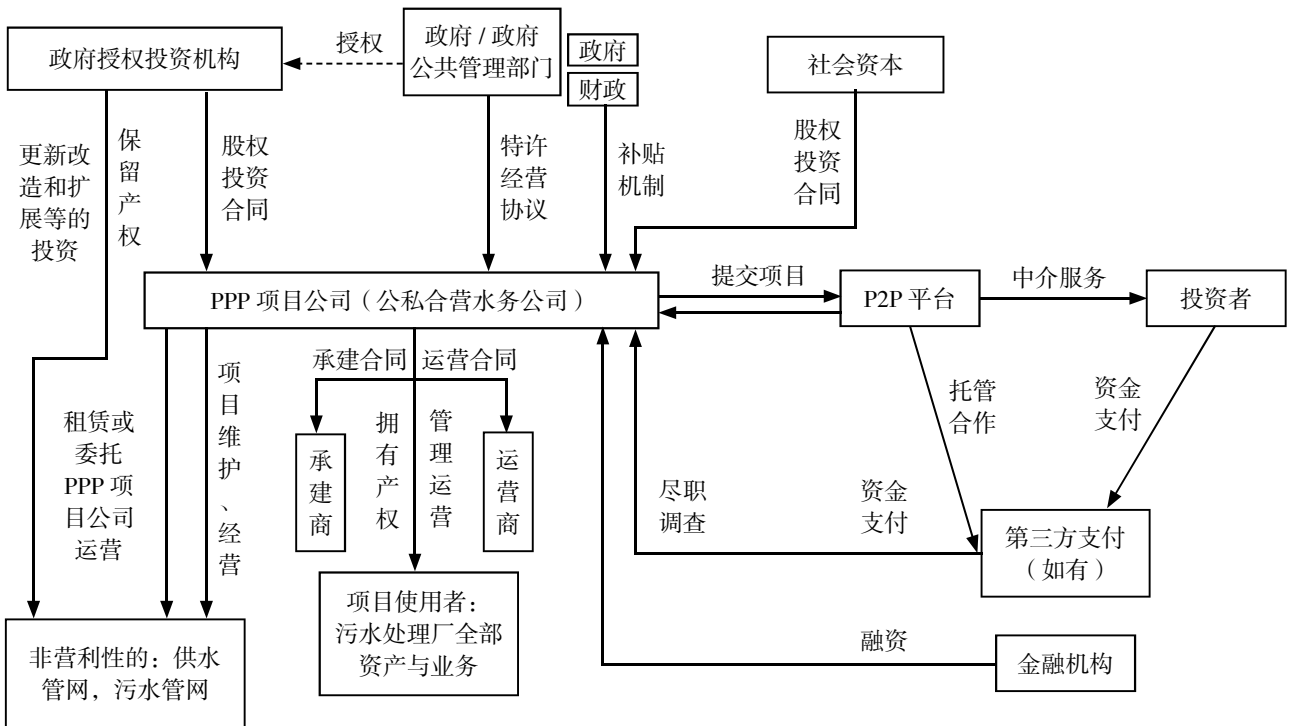 政府授权投资机构
授权
政府 / 政府
公共管理部门
政府
财政
社会资本
更新改
造和扩
展等的
投资
保
留
产
权
股权
投资
合同
特许
经营
协议
补贴
机制
股权
投资
合同
PPP 项目公司（公私合营水务公司）
提交项目
P2P 平台
中介服务
投资者
租赁或
委托
PPP 项
目公司
运营
项
目
维
护
、
经
营
承建合同
运营合同
承
建
商
拥
有
产
权
管
理
运
营
运
营
商
尽职
调查
资金
支付
托管
合作
资金
支付
第三方支付
（如有）
项目使用者：
污水处理厂全部
资产与业务
非营利性的：供水
管网，污水管网
融资
金融机构